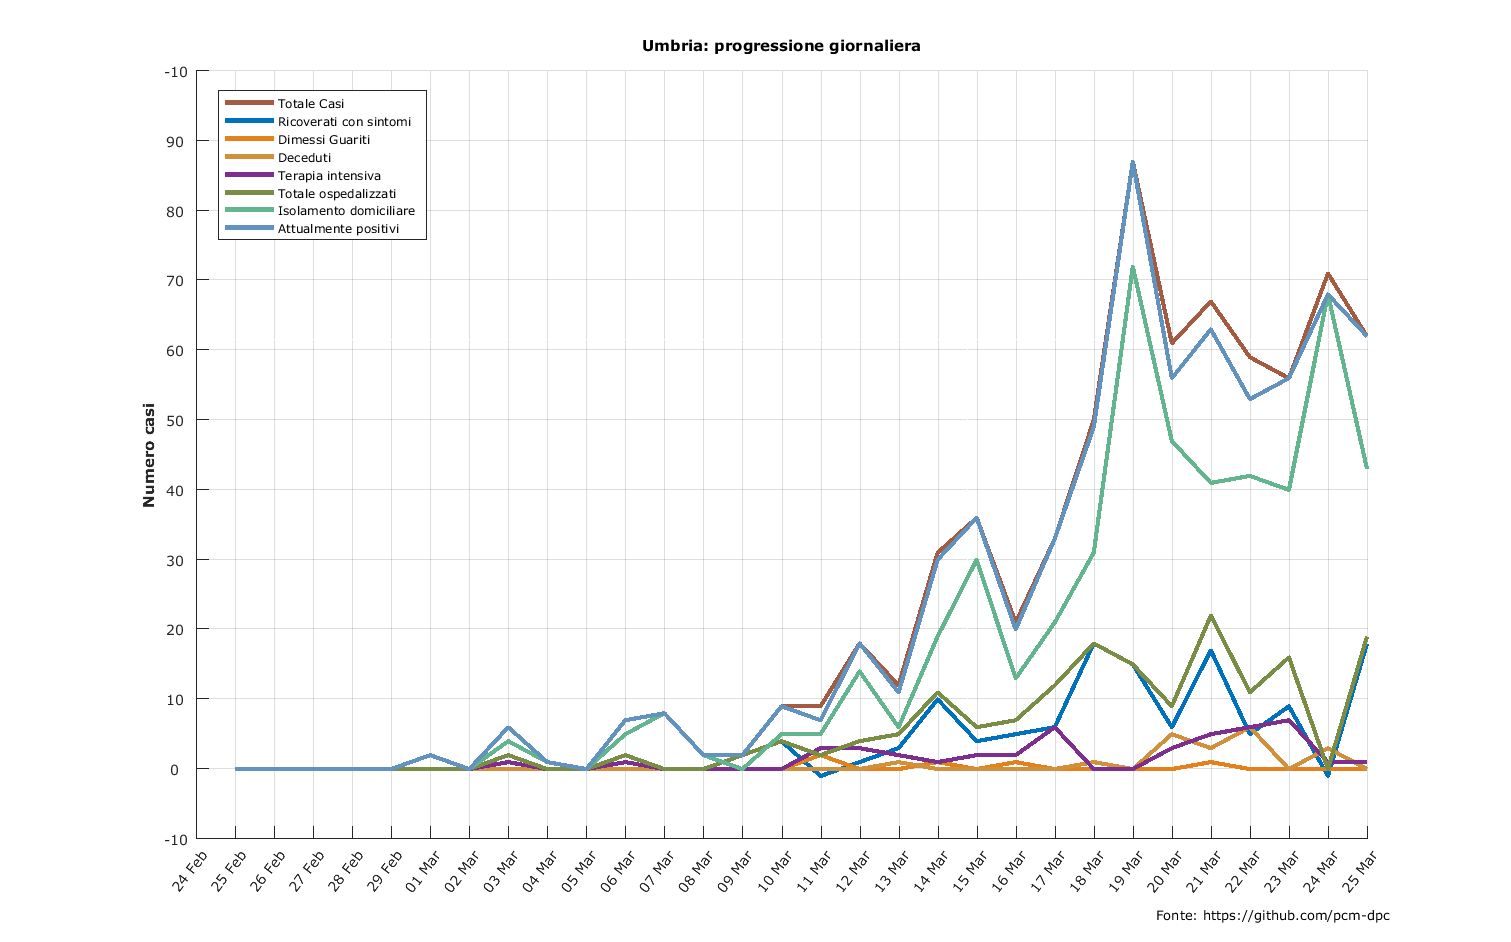 Umbria: progressione giornaliera
-10
90
80
70
60
50
40
30
20
10
0
-10
Numero casi
Totale Casi
Ricoverati con sintomi
Dimessi Guariti
Deceduti
Terapia intensiva
Totale ospedalizzati
Isolamento domiciliare
Attualmente positivi
24 Feb
25 Feb
26 Feb
27 Feb
28 Feb
29 Feb
01 Mar
02 Mar
03 Mar
04 Mar
05 Mar
06 Mar
07 Mar
08 Mar
09 Mar
10 Mar
11 Mar
12 Mar
13 Mar
14 Mar
15 Mar
16 Mar
17 Mar
18 Mar
19 Mar
20 Mar
21 Mar
22 Mar
23 Mar
24 Mar
25 Mar
Fonte: https://github.com/pcm-dpc